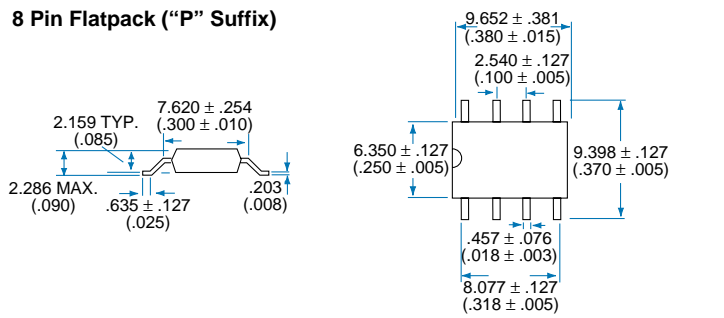 8 Pin Flatpack (“P” Suffix)
2.159 TYP.
(.085)
7.620 ± .254
(.300 ± .010)
2.286 MAX.
(.090)
.635 ± .127
(.025)
.203
(.008)
9.652 ± .381
(.380 ± .015)
2.540 ± .127
(.100 ± .005)
6.350 ± .127
(.250 ± .005)
9.398 ± .127
(.370 ± .005)
.457 ± .076
(.018 ± .003)
8.077 ± .127
(.318 ± .005)